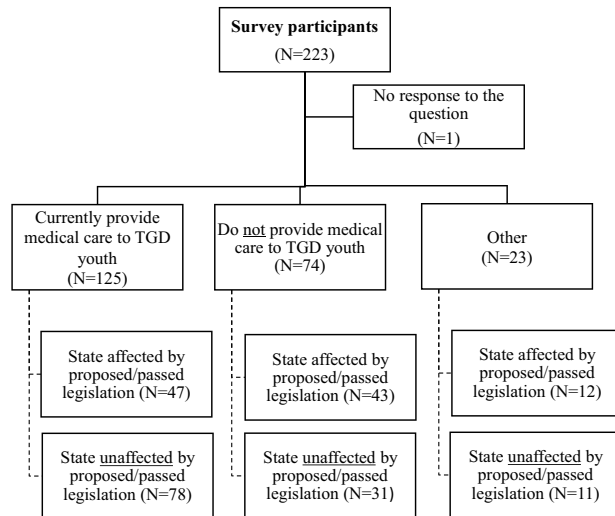 Survey participants
(N=223)
No response to the
question
(N=1)
Currently provide
medical care to TGD
youth
(N=125)
Do not provide medical
care to TGD youth
(N=74)
Other
(N=23)
State affected by
proposed/passed
legislation (N=47)
State affected by
proposed/passed
legislation (N=43)
State affected by
proposed/passed
legislation (N=12)
State unaffected by
proposed/passed
legislation (N=78)
State unaffected by
proposed/passed
legislation (N=31)
State unaffected by
proposed/passed
legislation (N=11)